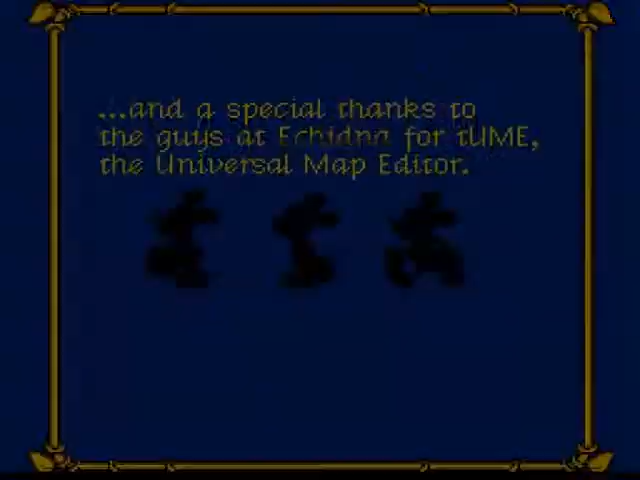 ...and a special thanks to
the guys at Echidna for tUME,
the Universal Map Editor.